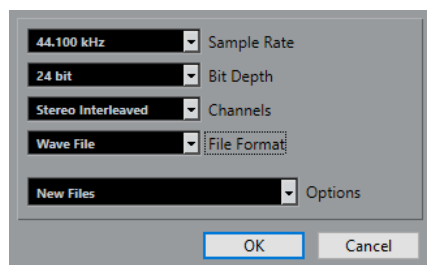 44.100 kHz Sample Rate
24 bit Bit Depth
Stereo Interleaved Channels
Wave File File Format
New Files Options
OK Cancel